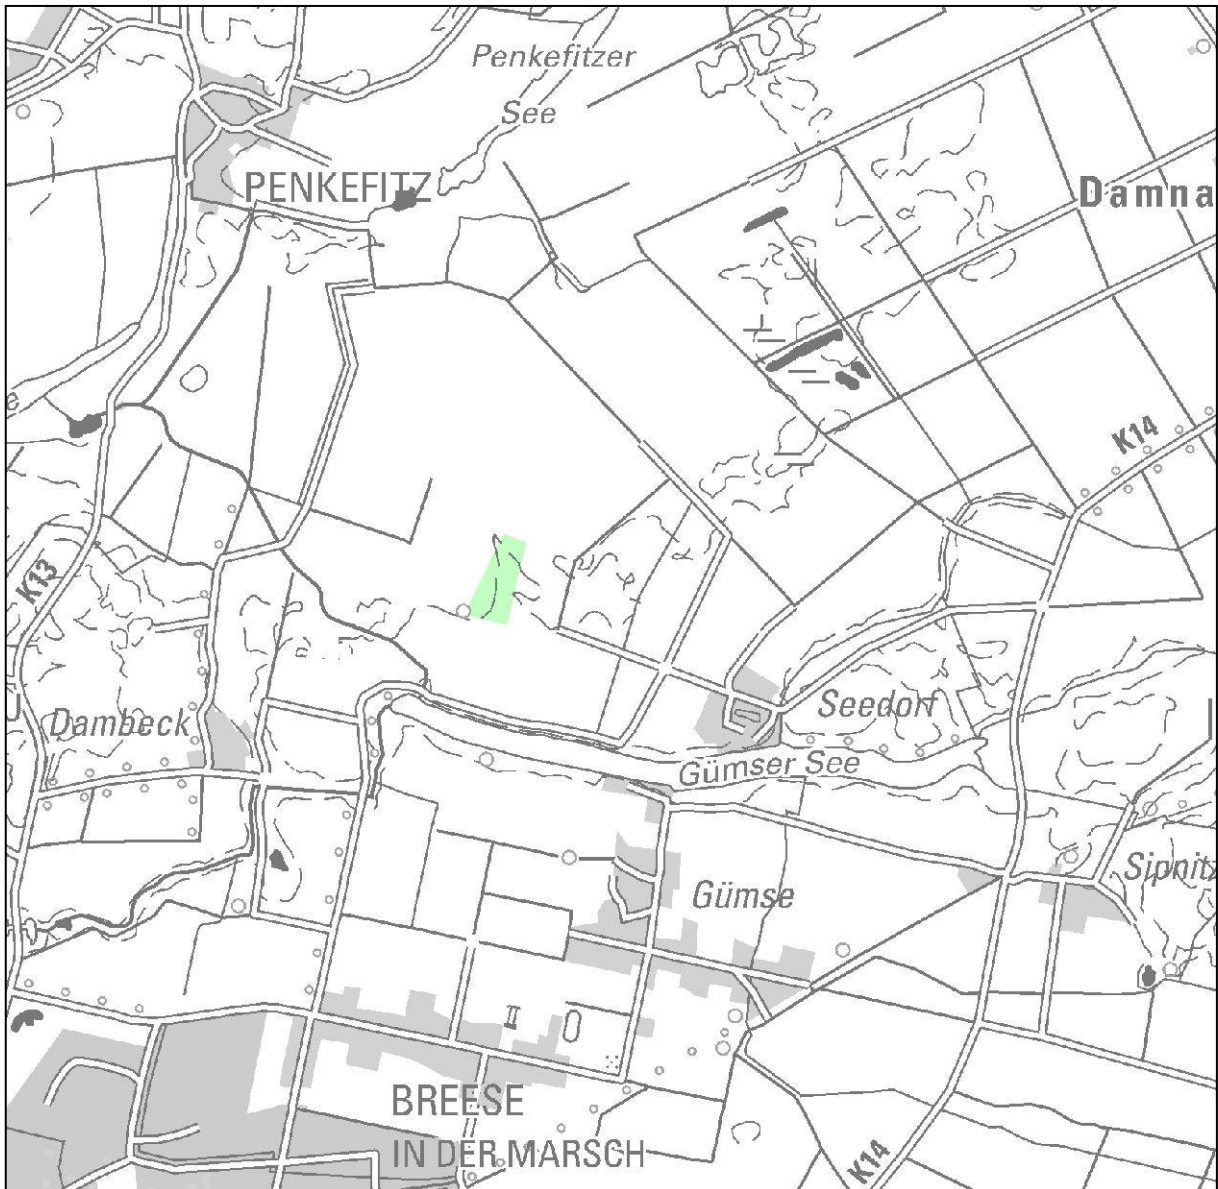 Penkefitzer
See
PENKEFITZ
Damna
K14
K13
Dambeck
Seedorf
Gümser See
Gümse
Sipnitz
BREESE
IN DER MARSCH
K14